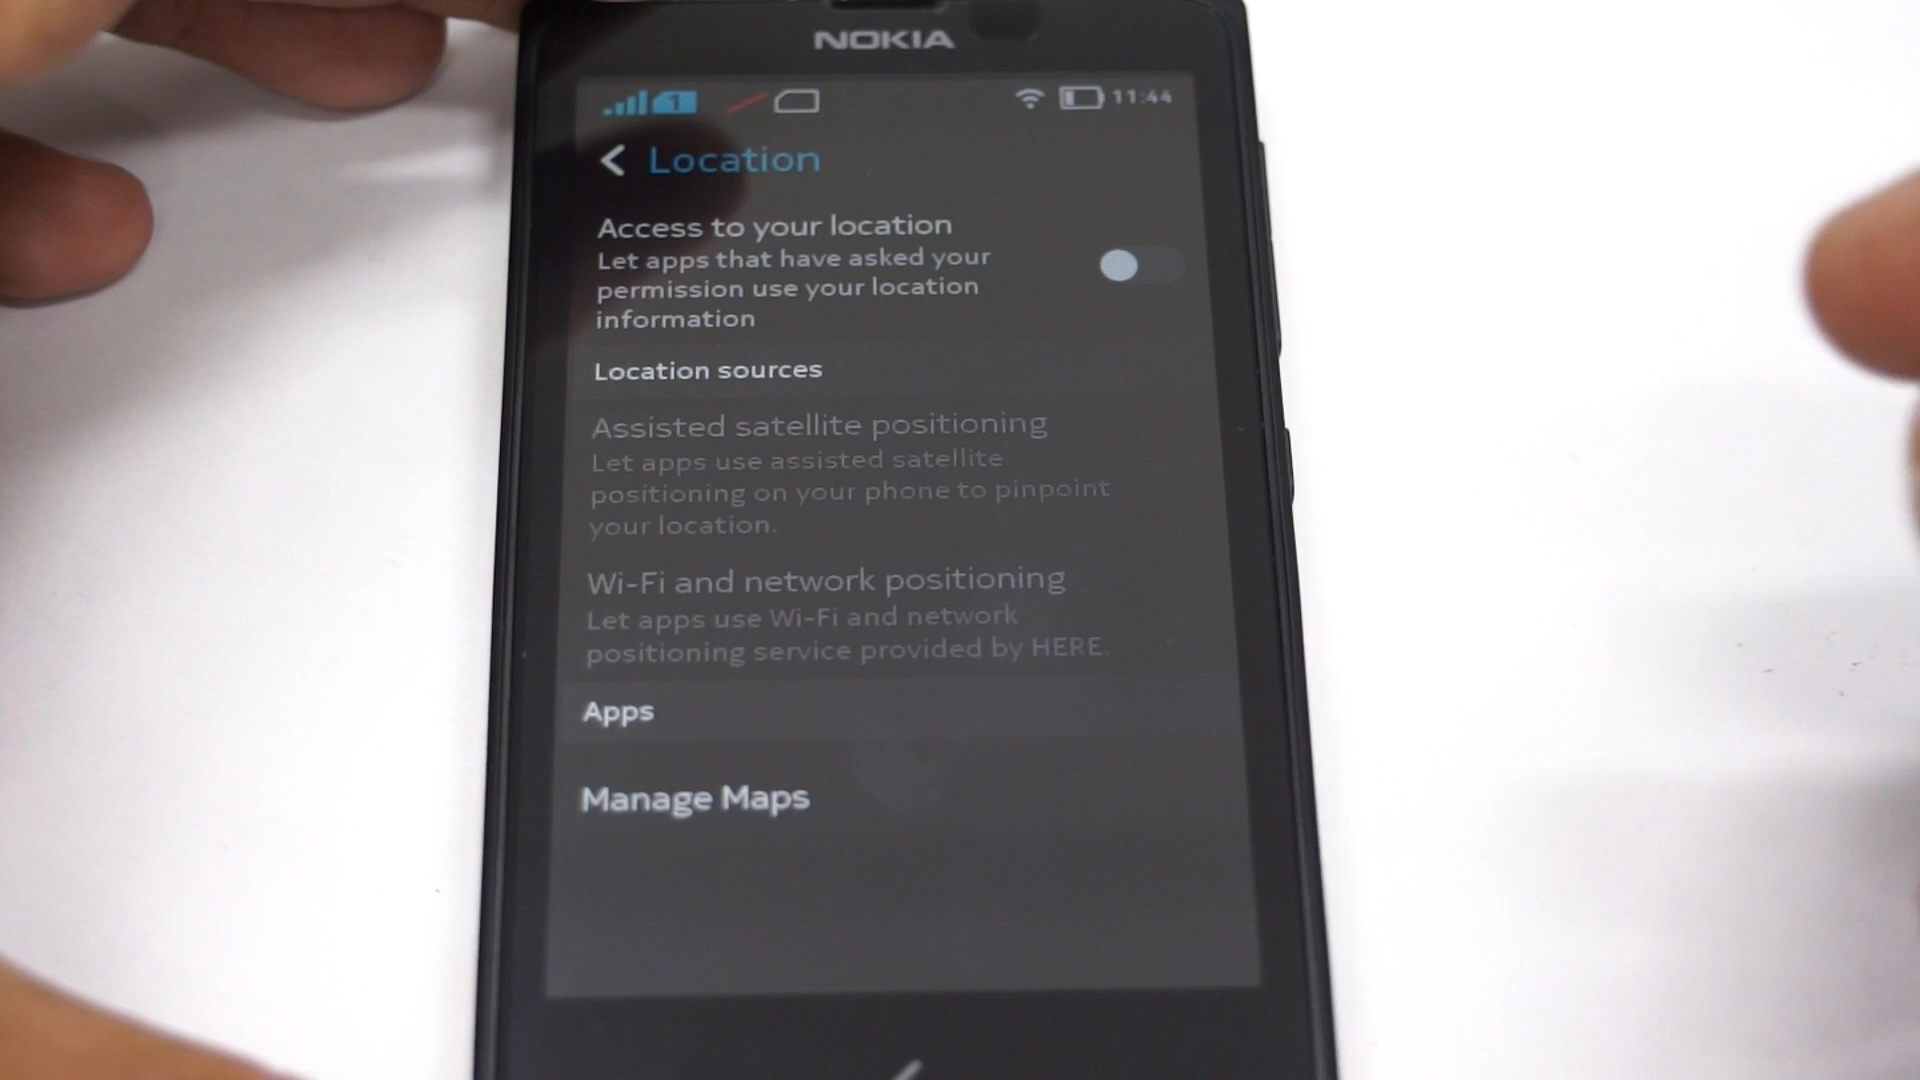 NOKIA
1
11:44
Location
Access to your location
Let apps that have asked your
permission use your location
information
Location sources
Assisted satellite positioning
Let apps use assisted satellite
positioning on your phone to pinpoint
your location.
Wi-Fi and network positioning
Let apps use Wi-Fi and network
positioning service provided by HERE.
Apps
Manage Maps